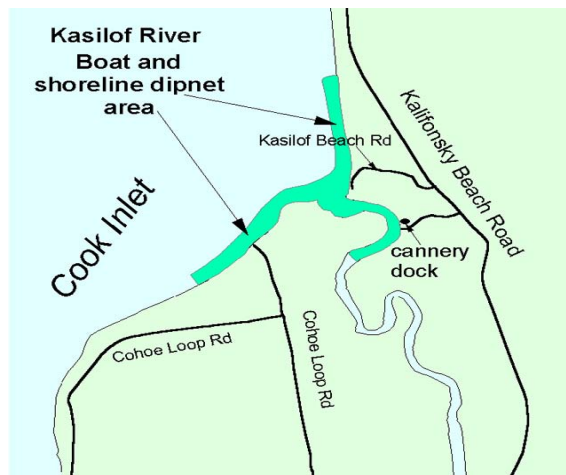 Kasilof River
Boat and
shoreline dipnet
area
Kasilof Beach Rd
Kalifonsky Beach Road
Cook Inlet
cannery
dock
Cohoe Loop Rd
Cohoe Loop Rd